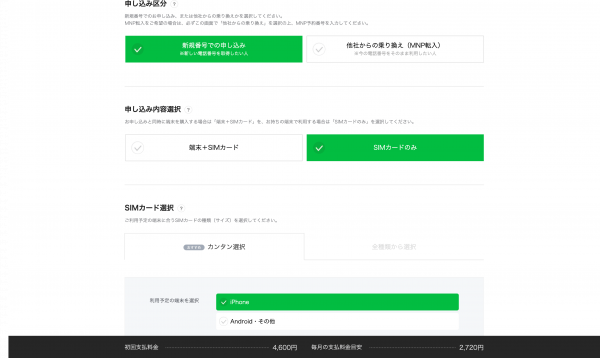 申し込み区分 ?
新規番号でのお申し込み、または他社からの乗り換えかを選択してください。
MNP転入をご希望の場合は、必ずこの画面で「他社からの乗り換え」を選択の上、MNP予約番号を入力してください。
新規番号での申し込み
※新しい電話番号を取得したい人
他社からの乗り換え（MNP転入）
※今の電話番号をそのまま利用したい人
申し込み内容選択 ?
お申し込みと同時に端末を購入する場合は「端末＋SIMカード」を、お持ちの端末で利用する場合は「SIMカードのみ」を選択してください。
端末＋SIMカード
SIMカードのみ
SIMカード選択 ?
ご利用予定の端末と合うSIMカードの種類（サイズ）を選択してください。
おすすめ カンタン選択
全種類から選択
利用予定の端末を選択
iPhone
Android・その他
初回支払料金 4,600円 毎月の支払料金目安 2,720円